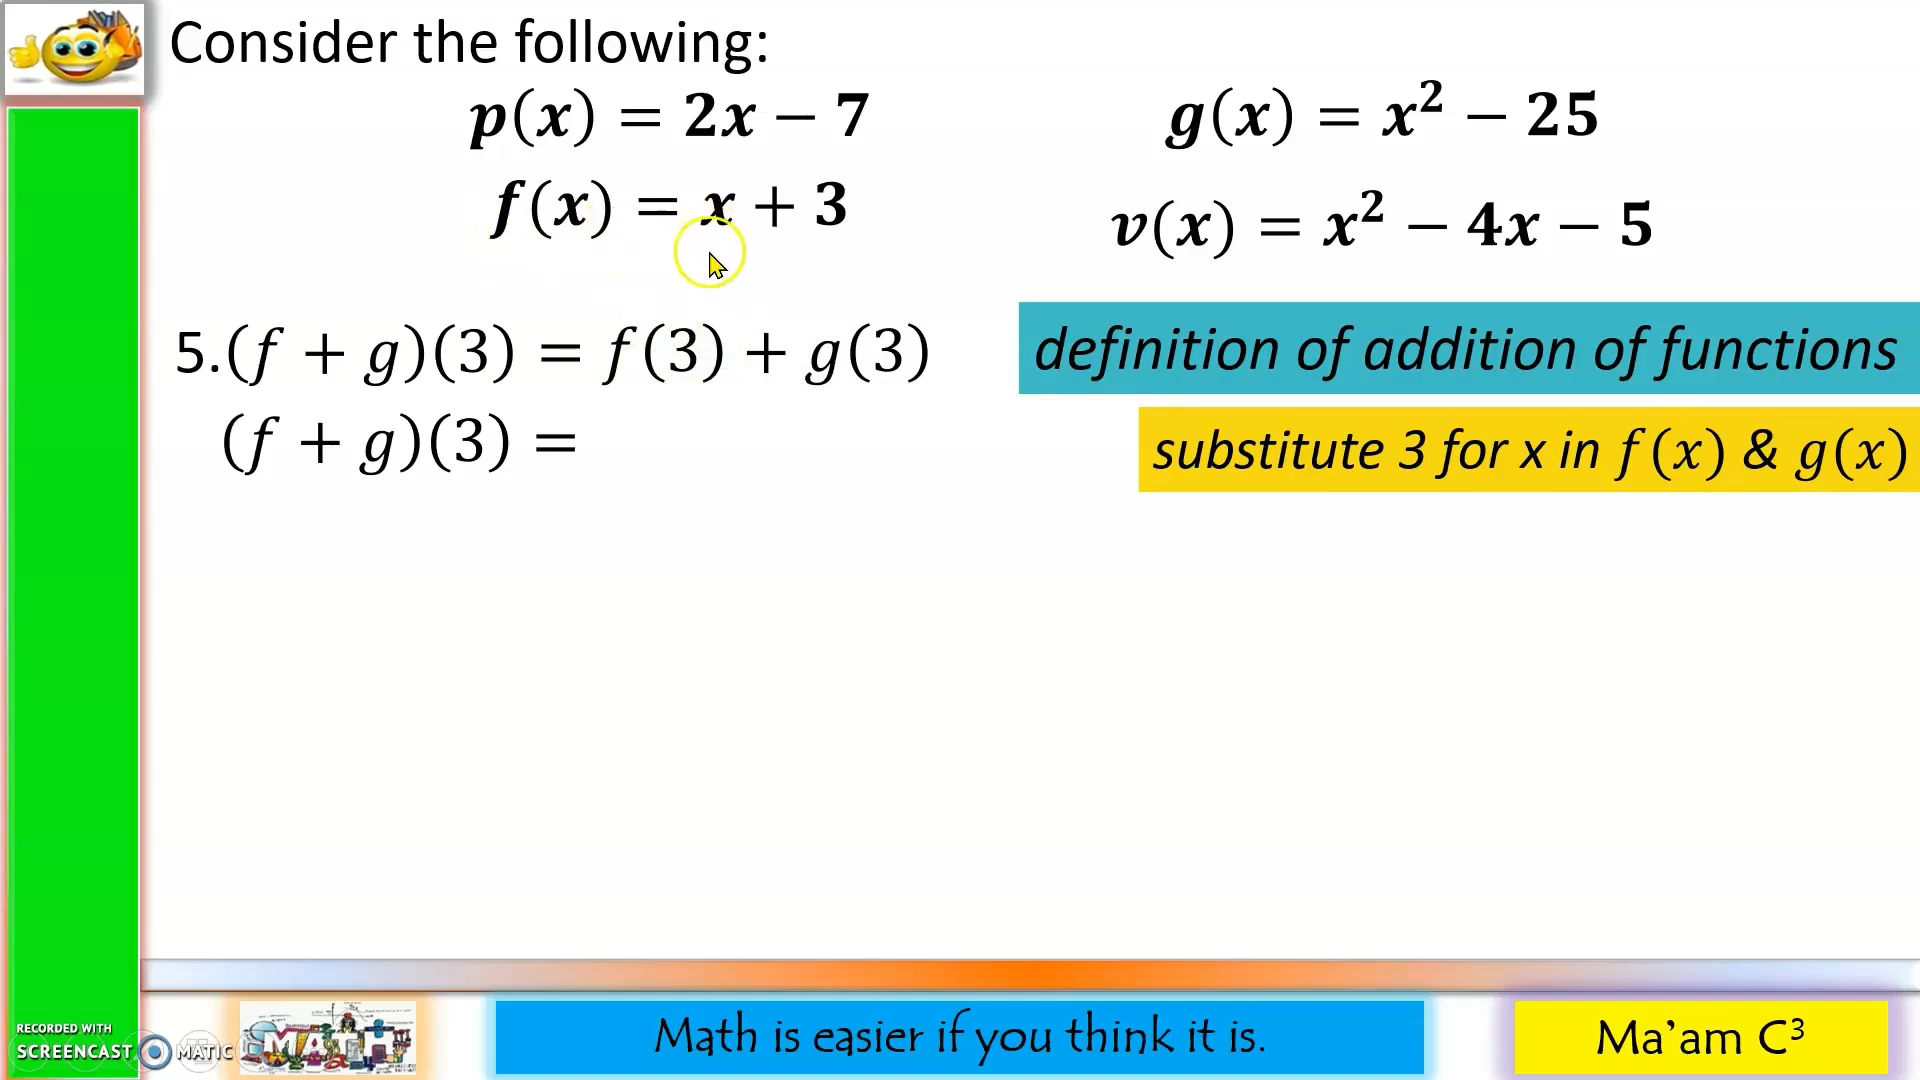 Consider the following:
p(x) = 2x − 7
g(x) = x² − 25
f(x) = x + 3
v(x) = x² − 4x − 5
5.(f + g)(3) = f(3) + g(3)
definition of addition of functions
(f + g)(3) =
substitute 3 for x in f(x) & g(x)
RECORDED WITH
SCREENCAST MATIC
MATH
Math is easier if you think it is.
Ma’am C³